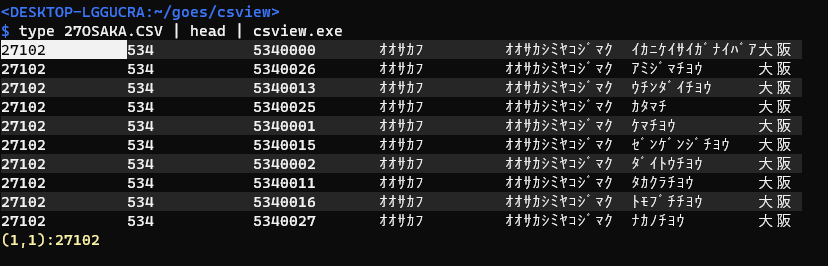 <DESKTOP-LGGUCRA:~/goes/csview>
$ type 27OSAKA.CSV | head | csview.exe
27102 534 5340000 ｵｵｻｶﾌ ｵｵｻｶｼﾐﾔｺｼﾞﾏｸ ｲｶﾆｹｲｻｲｶﾞﾅｲﾊﾞｱ大阪
27102 534 5340026 ｵｵｻｶﾌ ｵｵｻｶｼﾐﾔｺｼﾞﾏｸ ｱﾐｼﾞﾏﾁﾖｳ 大阪
27102 534 5340013 ｵｵｻｶﾌ ｵｵｻｶｼﾐﾔｺｼﾞﾏｸ ｳﾁﾝﾀﾞｲﾁﾖｳ 大阪
27102 534 5340025 ｵｵｻｶﾌ ｵｵｻｶｼﾐﾔｺｼﾞﾏｸ ｶﾀﾏﾁ 大阪
27102 534 5340001 ｵｵｻｶﾌ ｵｵｻｶｼﾐﾔｺｼﾞﾏｸ ｹﾏﾁﾖｳ 大阪
27102 534 5340015 ｵｵｻｶﾌ ｵｵｻｶｼﾐﾔｺｼﾞﾏｸ ｾﾞﾝｹﾞﾝｼﾞﾁﾖｳ 大阪
27102 534 5340002 ｵｵｻｶﾌ ｵｵｻｶｼﾐﾔｺｼﾞﾏｸ ﾀﾞｲﾄｳﾁﾖｳ 大阪
27102 534 5340011 ｵｵｻｶﾌ ｵｵｻｶｼﾐﾔｺｼﾞﾏｸ ﾀｶｸﾗﾁﾖｳ 大阪
27102 534 5340016 ｵｵｻｶﾌ ｵｵｻｶｼﾐﾔｺｼﾞﾏｸ ﾄﾓﾌﾞﾁﾁﾖｳ 大阪
27102 534 5340027 ｵｵｻｶﾌ ｵｵｻｶｼﾐﾔｺｼﾞﾏｸ ﾅｶﾉﾁﾖｳ 大阪
(1,1):27102